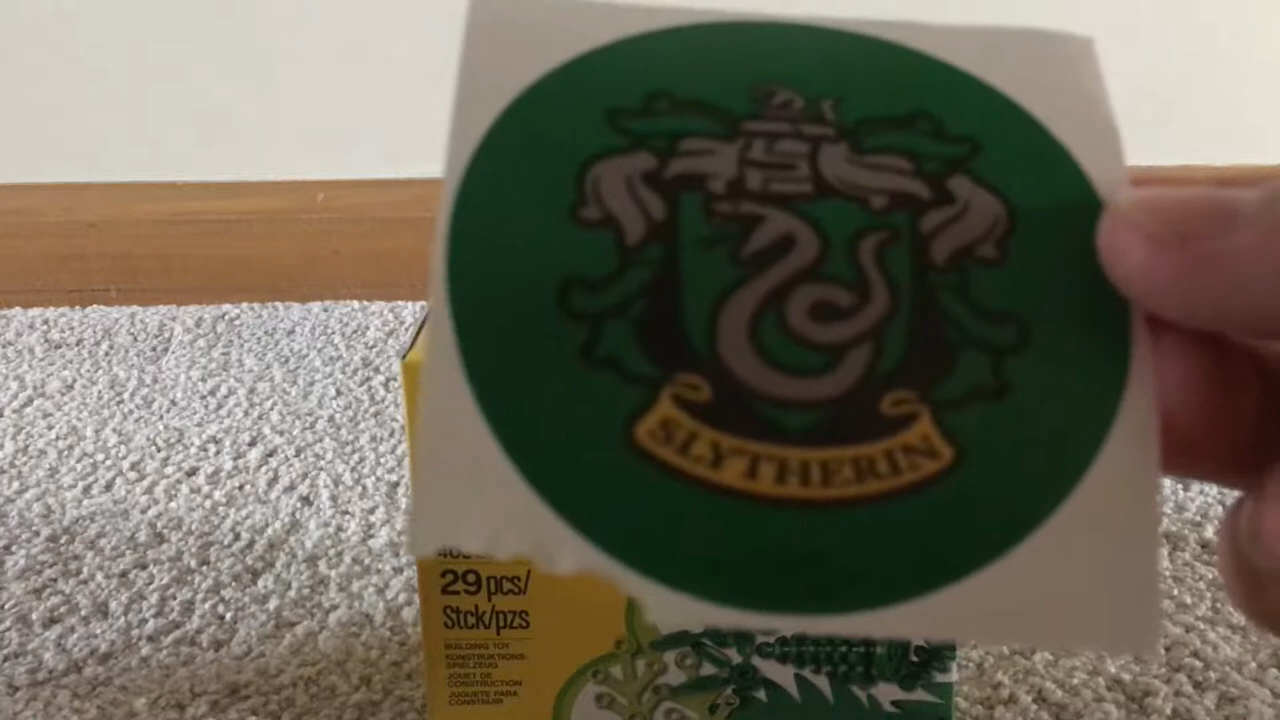 SLYTHERIN
29 pcs/
Stck/pzs
BUILDING TOY
KONSTRUKTIONS-
SPIELZEUG
JOUET DE
CONSTRUCTION
JUGUETE PARA
CONSTRUIR